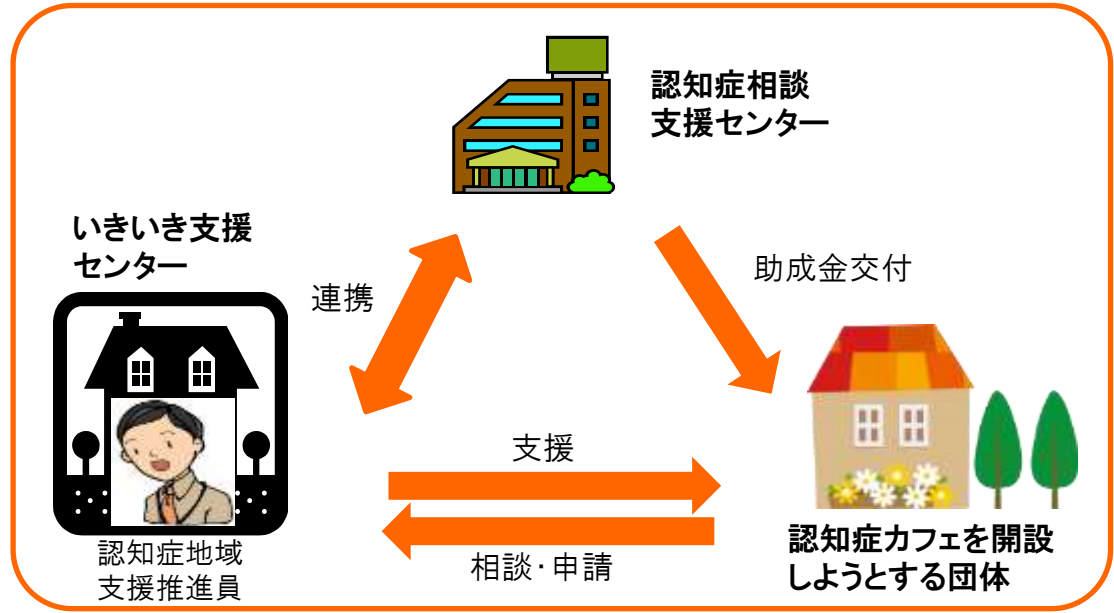 認知症相談
支援センター
いきいき支援
センター
連携
助成金交付
支援
相談・申請
認知症地域
支援推進員
認知症カフェを開設
しようとする団体